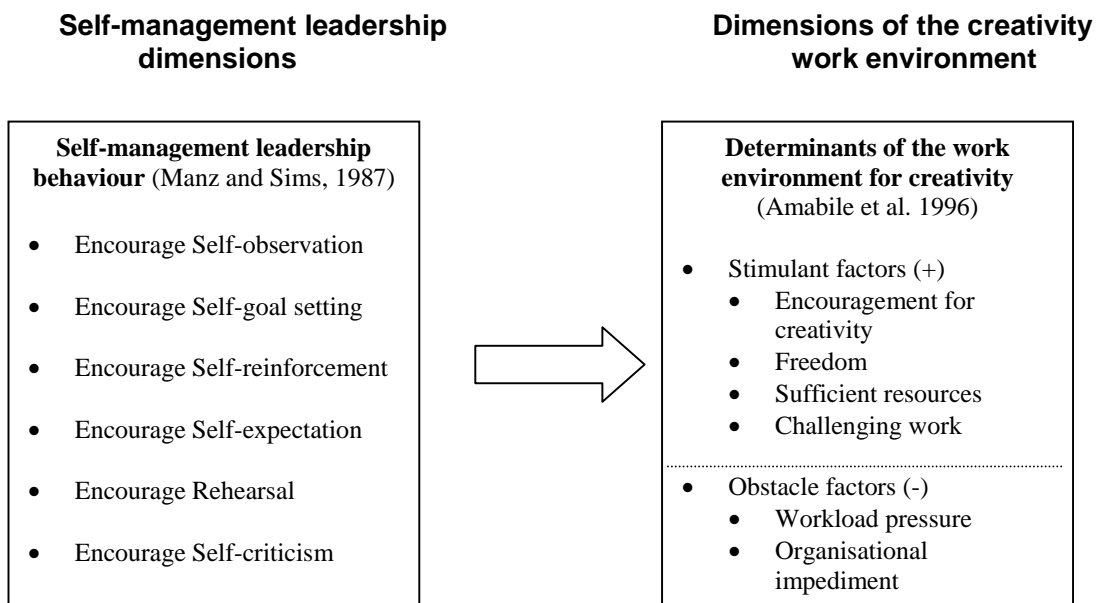 Self-management leadership
dimensions
Dimensions of the creativity
work environment
Self-management leadership
behaviour (Manz and Sims, 1987)
• Encourage Self-observation
• Encourage Self-goal setting
• Encourage Self-reinforcement
• Encourage Self-expectation
• Encourage Rehearsal
• Encourage Self-criticism
Determinants of the work
environment for creativity
(Amabile et al. 1996)
• Stimulant factors (+)
• Encouragement for
creativity
• Freedom
• Sufficient resources
• Challenging work
• Obstacle factors (-)
• Workload pressure
• Organisational
impediment